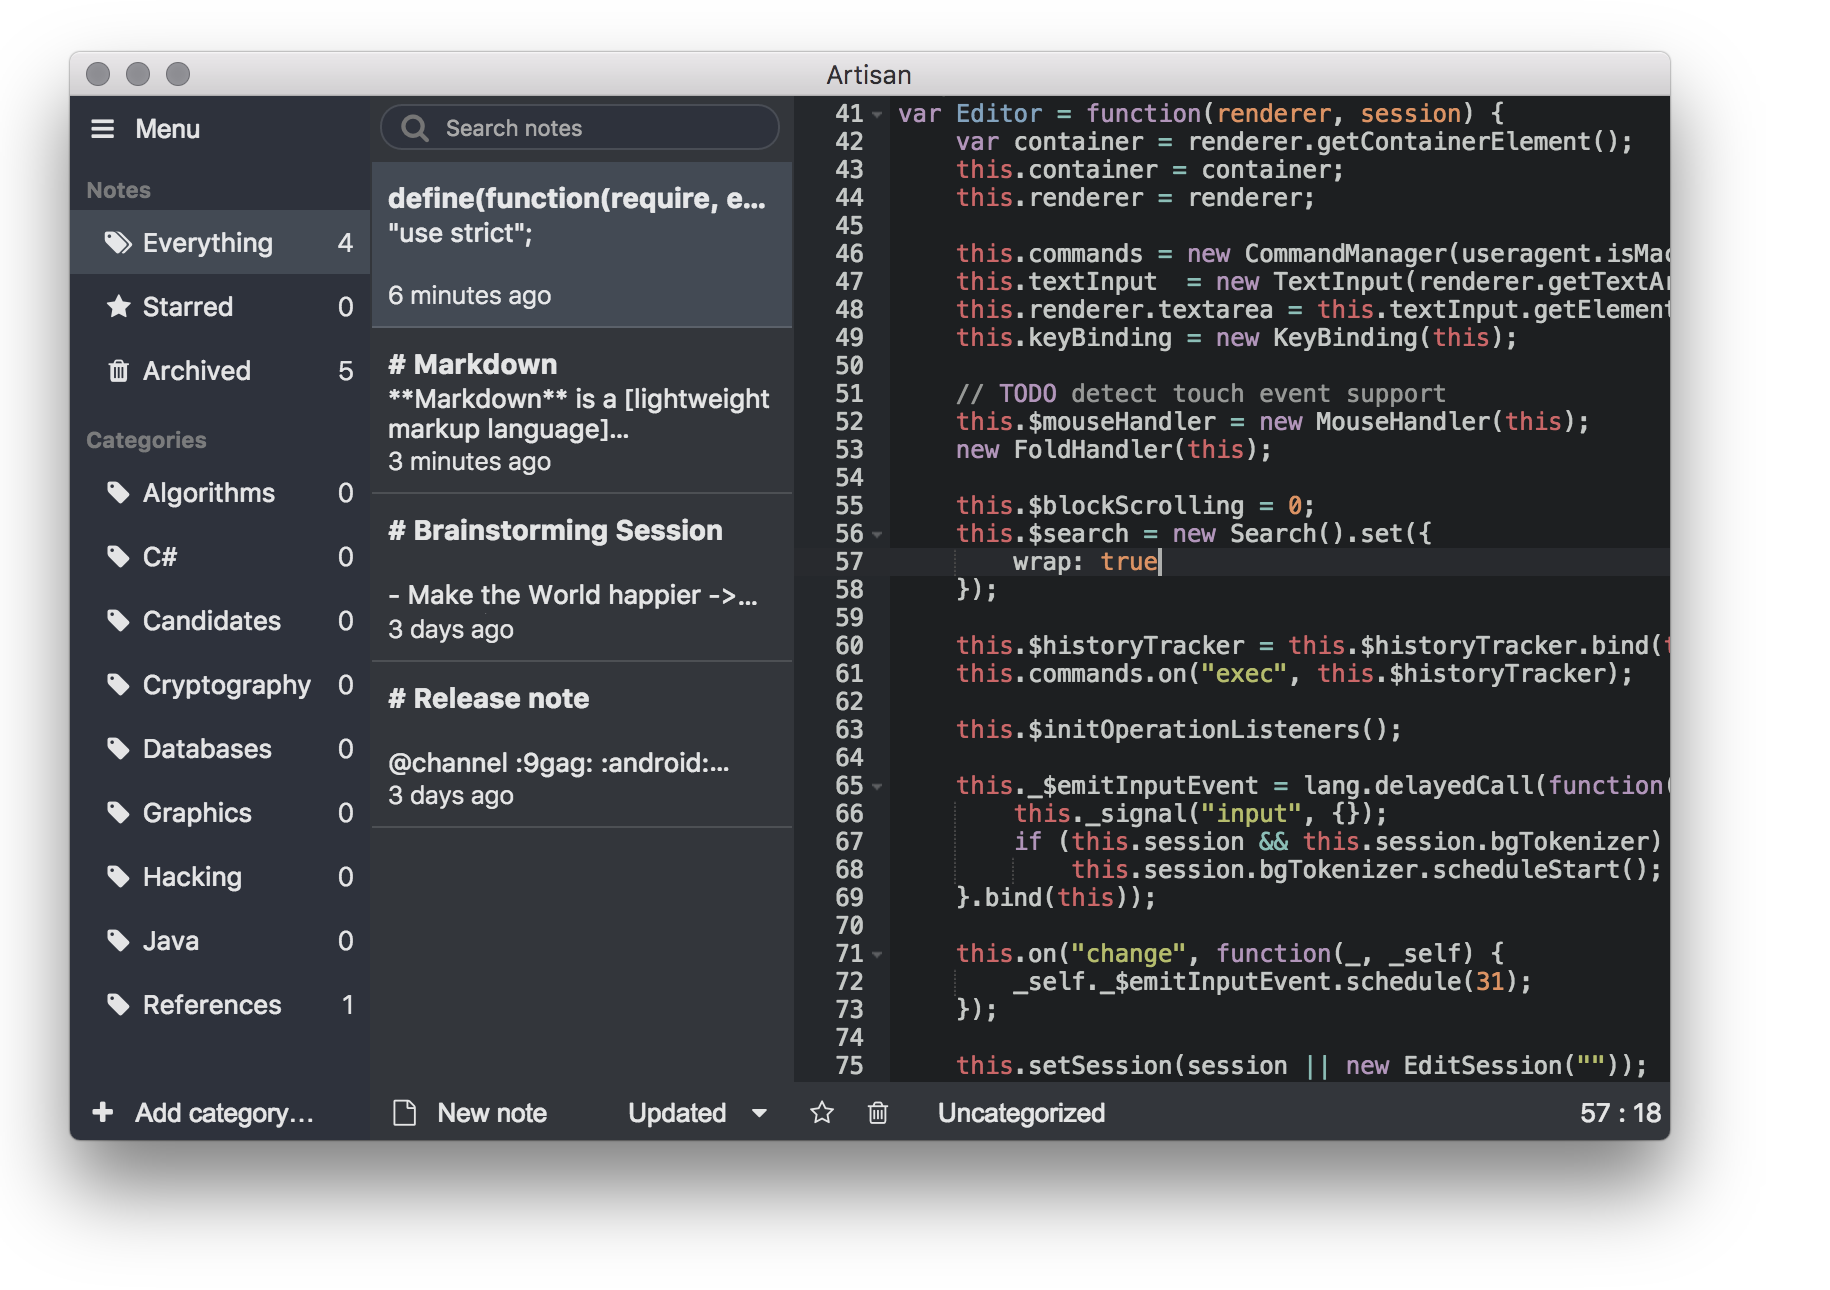 Artisan
Menu
Notes
Everything 4
Starred 0
Archived 5
Categories
Algorithms 0
C# 0
Candidates 0
Cryptography 0
Databases 0
Graphics 0
Hacking 0
Java 0
References 1
Add category...
Search notes
define(function(require, e...
"use strict";
6 minutes ago
# Markdown
**Markdown** is a [lightweight
markup language]...
3 minutes ago
# Brainstorming Session
- Make the World happier ->...
3 days ago
# Release note
@channel :9gag: :android:...
3 days ago
New note
Updated
41 var Editor = function(renderer, session) {
42     var container = renderer.getContainerElement();
43     this.container = container;
44     this.renderer = renderer;
45
46     this.commands = new CommandManager(useragent.isMac
47     this.textInput  = new TextInput(renderer.getTextAr
48     this.renderer.textarea = this.textInput.getElement
49     this.keyBinding = new KeyBinding(this);
50
51     // TODO detect touch event support
52     this.$mouseHandler = new MouseHandler(this);
53     new FoldHandler(this);
54
55     this.$blockScrolling = 0;
56     this.$search = new Search().set({
57         wrap: true
58     });
59
60     this.$historyTracker = this.$historyTracker.bind(t
61     this.commands.on("exec", this.$historyTracker);
62
63     this.$initOperationListeners();
64
65     this._$emitInputEvent = lang.delayedCall(function(
66         this._signal("input", {});
67         if (this.session && this.session.bgTokenizer)
68             this.session.bgTokenizer.scheduleStart();
69     }.bind(this));
70
71     this.on("change", function(_, _self) {
72         _self._$emitInputEvent.schedule(31);
73     });
74
75     this.setSession(session || new EditSession(""));
Uncategorized
57 : 18